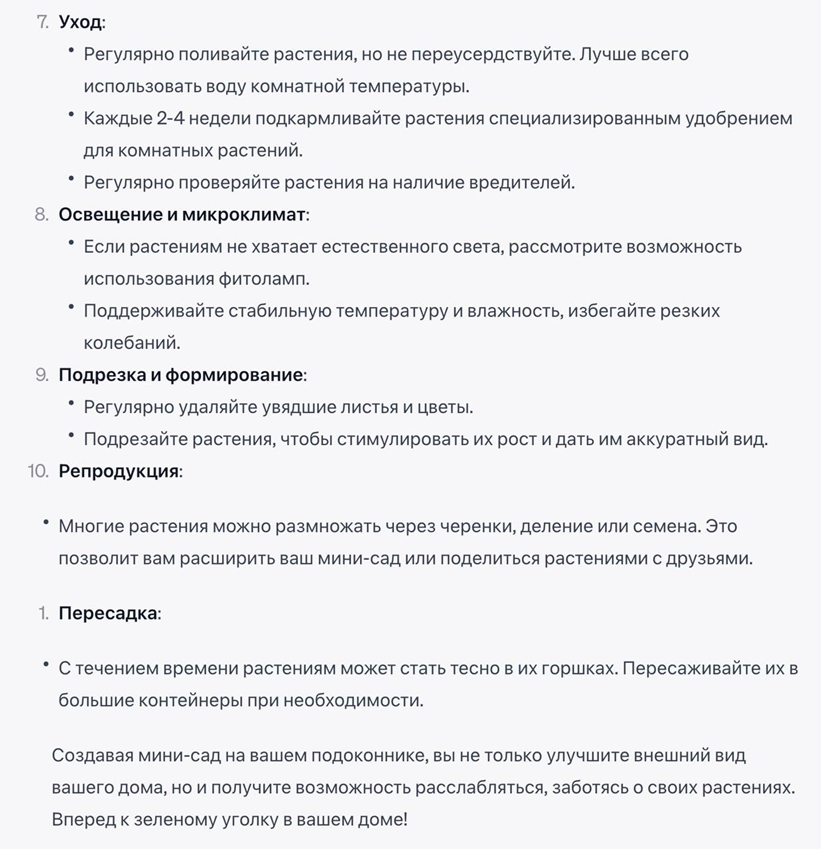 7. Уход:
• Регулярно поливайте растения, но не переусердствуйте. Лучше всего
использовать воду комнатной температуры.
• Каждые 2-4 недели подкармливайте растения специализированным удобрением
для комнатных растений.
• Регулярно проверяйте растения на наличие вредителей.
8. Освещение и микроклимат:
• Если растениям не хватает естественного света, рассмотрите возможность
использования фитоламп.
• Поддерживайте стабильную температуру и влажность, избегайте резких
колебаний.
9. Подрезка и формирование:
• Регулярно удаляйте увядшие листья и цветы.
• Подрезайте растения, чтобы стимулировать их рост и дать им аккуратный вид.
10. Репродукция:
• Многие растения можно размножать через черенки, деление или семена. Это
позволит вам расширить ваш мини-сад или поделиться растениями с друзьями.
1. Пересадка:
• С течением времени растениям может стать тесно в их горшках. Пересаживайте их в
большие контейнеры при необходимости.
Создавая мини-сад на вашем подоконнике, вы не только улучшите внешний вид
вашего дома, но и получите возможность расслабляться, заботясь о своих растениях.
Вперед к зеленому уголку в вашем доме!